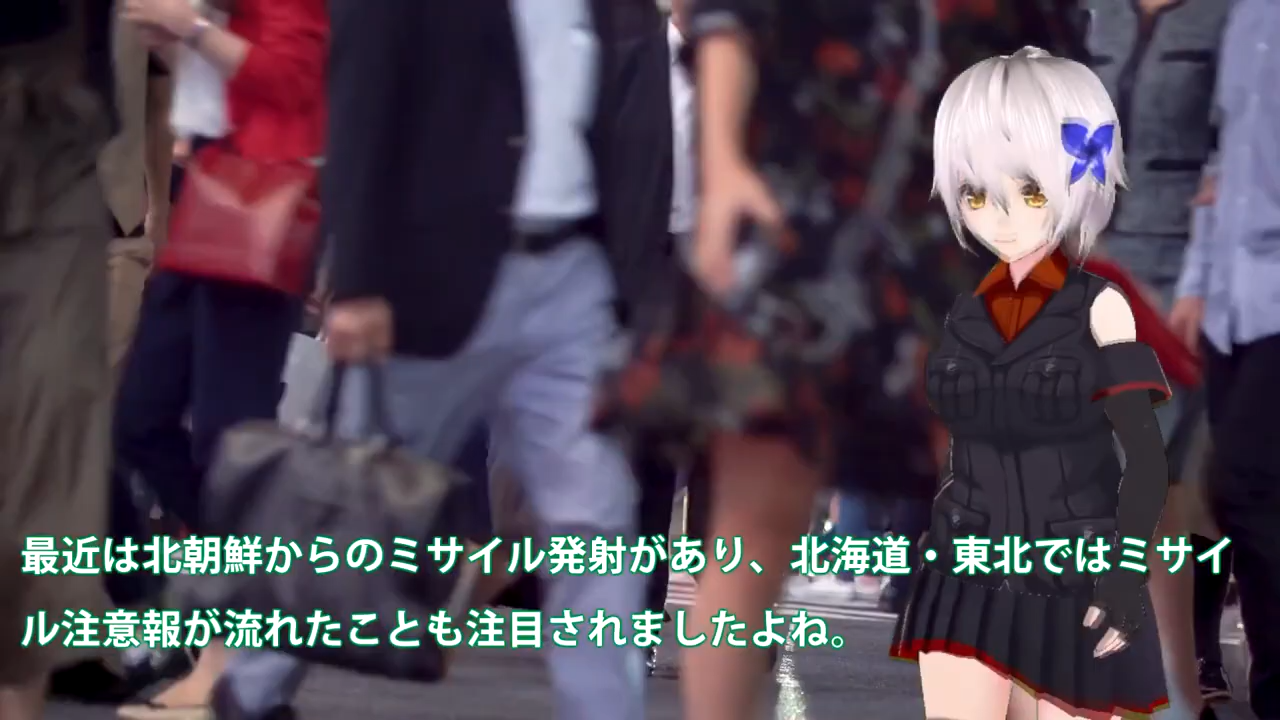 最近は北朝鮮からのミサイル発射があり、北海道・東北ではミサイ
ル注意報が流れたことも注目されましたよね。